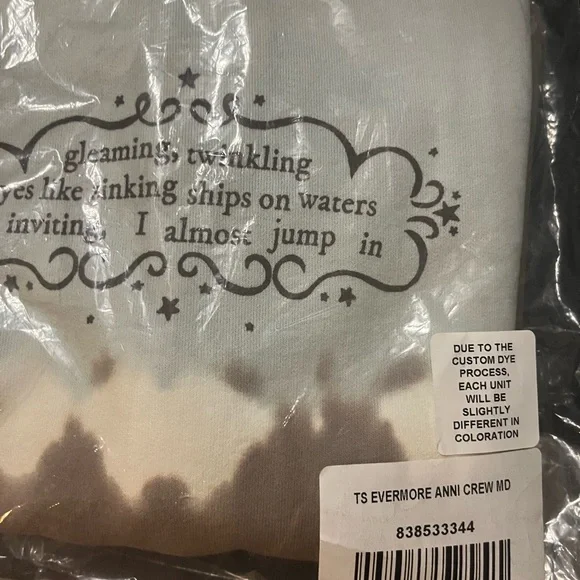 gleaming, twinkling
yes like sinking ships on waters
inviting, I almost jump in
DUE TO THE
CUSTOM DYE
PROCESS,
EACH UNIT
WILL BE
SLIGHTLY
DIFFERENT IN
COLORATION
TS EVERMORE ANNI CREW MD
838533344